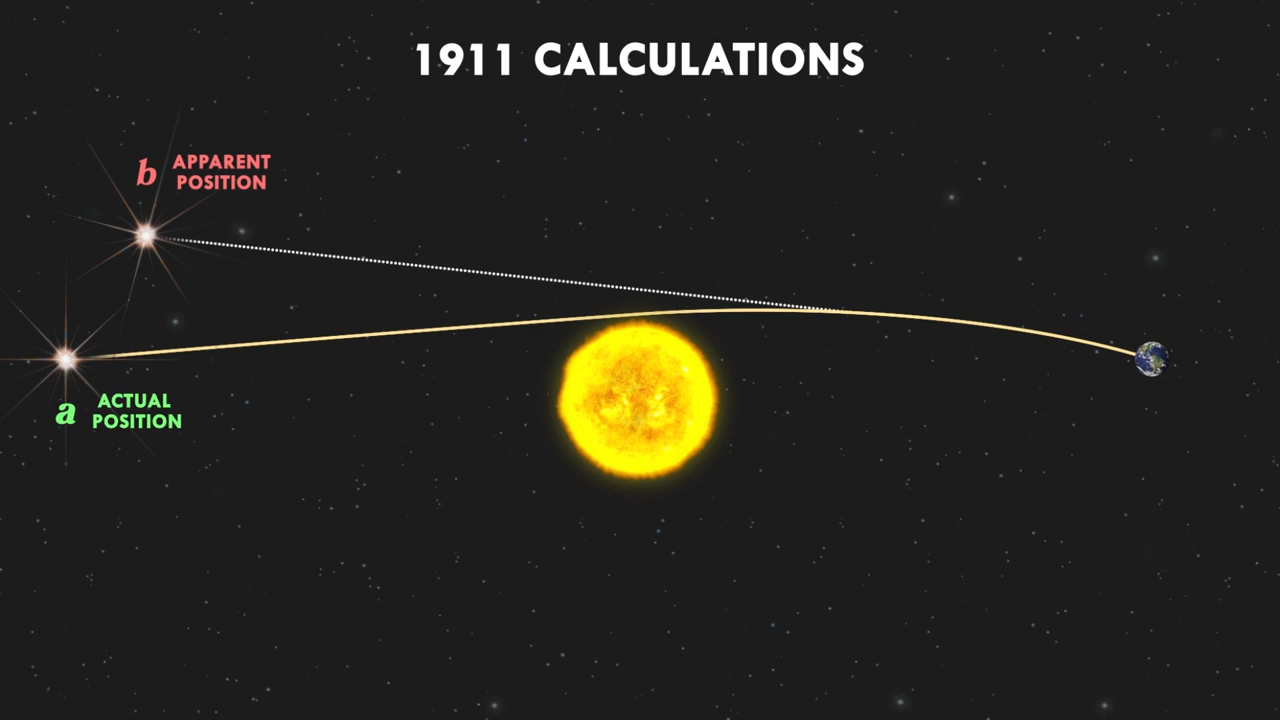 1911 CALCULATIONS
b APPARENT
POSITION
a ACTUAL
POSITION